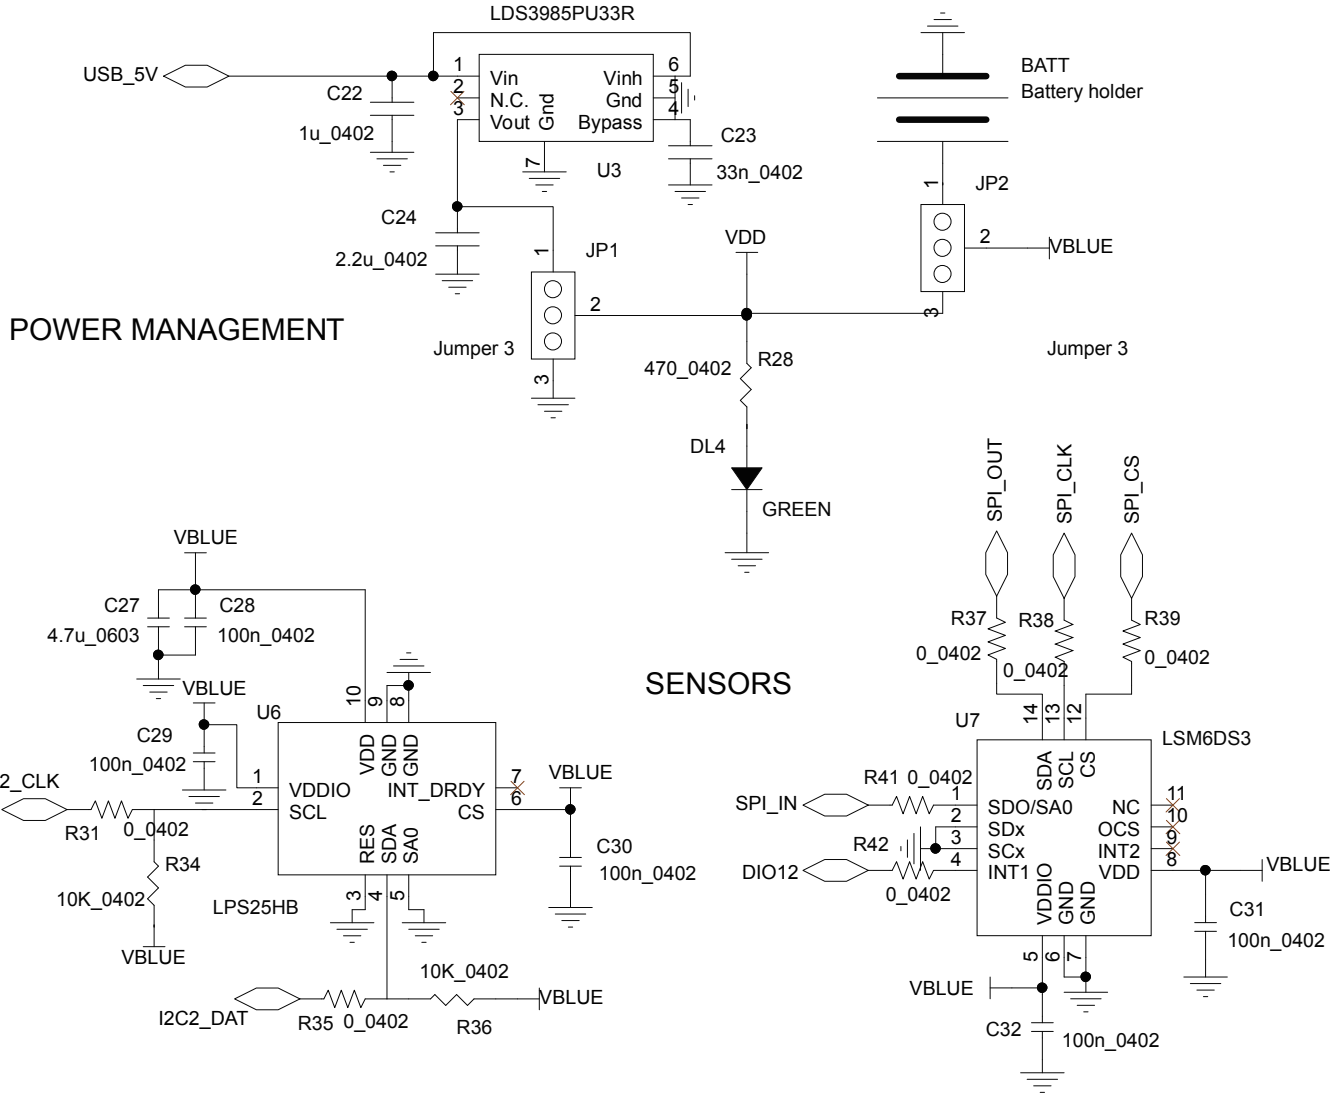 LDS3985PU33R
USB_5V
1
Vin
Vinh
6
2
N.C.
Gnd
5
3
Vout
Gnd
Bypass
4
7
U3
C22
1u_0402
C23
33n_0402
C24
2.2u_0402
BATT
Battery holder
1
JP2
2
VBLUE
3
Jumper 3
VDD
1
JP1
2
3
Jumper 3
POWER MANAGEMENT
470_0402
R28
DL4
GREEN
VBLUE
C27
4.7u_0603
C28
100n_0402
VBLUE
C29
100n_0402
U6
10
9
8
VDD
GND
GND
1
VDDIO
INT_DRDY
7
2
SCL
CS
6
RES
SDA
SA0
3
4
5
LPS25HB
2_CLK
R31
0_0402
R34
10K_0402
VBLUE
VBLUE
C30
100n_0402
I2C2_DAT
R35
0_0402
10K_0402
R36
VBLUE
SENSORS
SPI_OUT
SPI_CLK
SPI_CS
R37
0_0402
R38
0_0402
R39
0_0402
14
13
12
U7
LSM6DS3
SDA
SCL
CS
SPI_IN
R41 0_0402
1
SDO/SA0
NC
11
2
SDx
OCS
10
3
SCx
INT2
9
4
INT1
VDD
8
R42
DIO12
0_0402
VDDIO
GND
GND
5
6
7
VBLUE
C31
100n_0402
VBLUE
C32
100n_0402